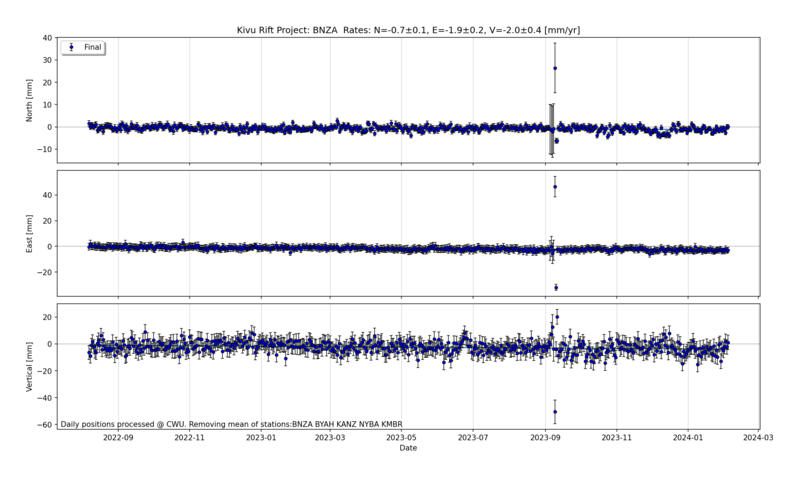 Kivu Rift Project: BNZA  Rates: N=-0.7±0.1, E=-1.9±0.2, V=-2.0±0.4 [mm/yr]
Final
North [mm]
40
30
20
10
0
−10
East [mm]
40
20
0
−20
Vertical [mm]
20
0
−20
−40
−60
Daily positions processed @ CWU. Removing mean of stations:BNZA BYAH KANZ NYBA KMBR
2022-09 2022-11 2023-01 2023-03 2023-05 2023-07 2023-09 2023-11 2024-01 2024-03
Date